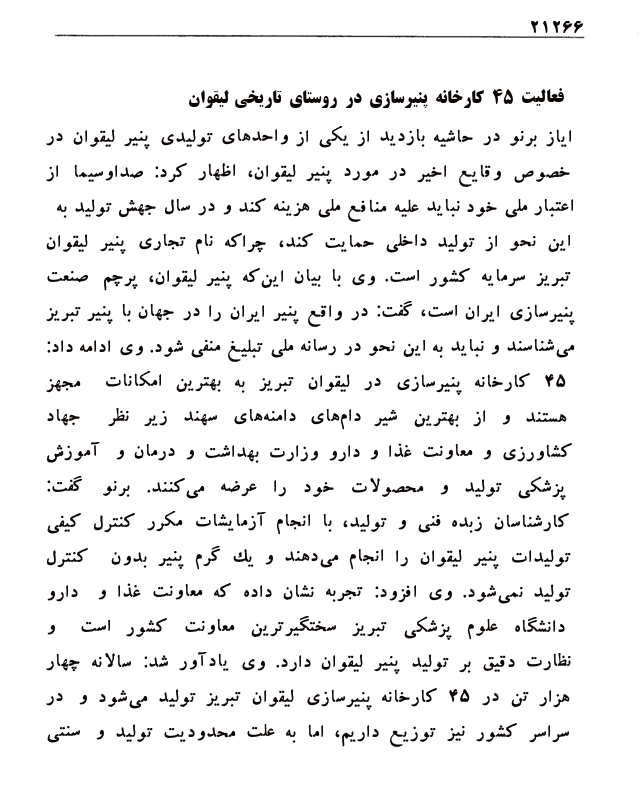 ۲۱۲۶۶
فعالیت ۴۵ کارخانه پنیرسازی در روستای تاریخی لیقوان
ایاز برنو در حاشیه بازدید از یکی از واحدهای تولیدی پنیر لیقوان در
خصوص وقایع اخیر در مورد پنیر لیقوان، اظهار کرد: صداوسیما از
اعتبار ملی خود نباید علیه منافع ملی هزینه کند و در سال جهش تولید به
این نحو از تولید داخلی حمایت کند، چراکه نام تجاری پنیر لیقوان
تبریز سرمایه کشور است. وی با بیان این‌که پنیر لیقوان، پرچم صنعت
پنیرسازی ایران است، گفت: در واقع پنیر ایران را در جهان با پنیر تبریز
می‌شناسند و نباید به این نحو در رسانه ملی تبلیغ منفی شود. وی ادامه داد:
۴۵ کارخانه پنیرسازی در لیقوان تبریز به بهترین امکانات مجهز
هستند و از بهترین شیر دام‌های دامنه‌های سهند زیر نظر جهاد
کشاورزی و معاونت غذا و دارو وزارت بهداشت و درمان و آموزش
پزشکی تولید و محصولات خود را عرضه می‌کنند. برنو گفت:
کارشناسان زبده فنی و تولید، با انجام آزمایشات مکرر کنترل کیفی
تولیدات پنیر لیقوان را انجام می‌دهند و یك گرم پنیر بدون کنترل
تولید نمی‌شود. وی افزود: تجربه نشان داده که معاونت غذا و دارو
دانشگاه علوم پزشکی تبریز سختگیرترین معاونت کشور است و
نظارت دقیق بر تولید پنیر لیقوان دارد. وی یادآور شد: سالانه چهار
هزار تن در ۴۵ کارخانه پنیرسازی لیقوان تبریز تولید می‌شود و در
سراسر کشور نیز توزیع داریم، اما به علت محدودیت تولید و سنتی